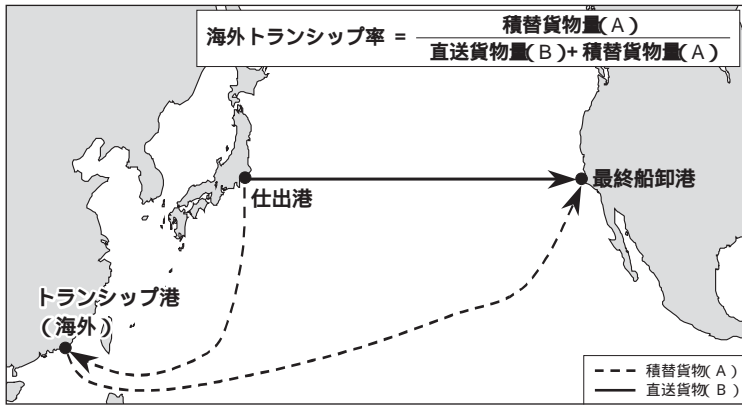 海外トランシップ率 = 積替貨物量(A)
直送貨物量(B)+積替貨物量(A)
最終船卸港
仕出港
トランシップ港
(海外)
積替貨物(A)
直送貨物(B)